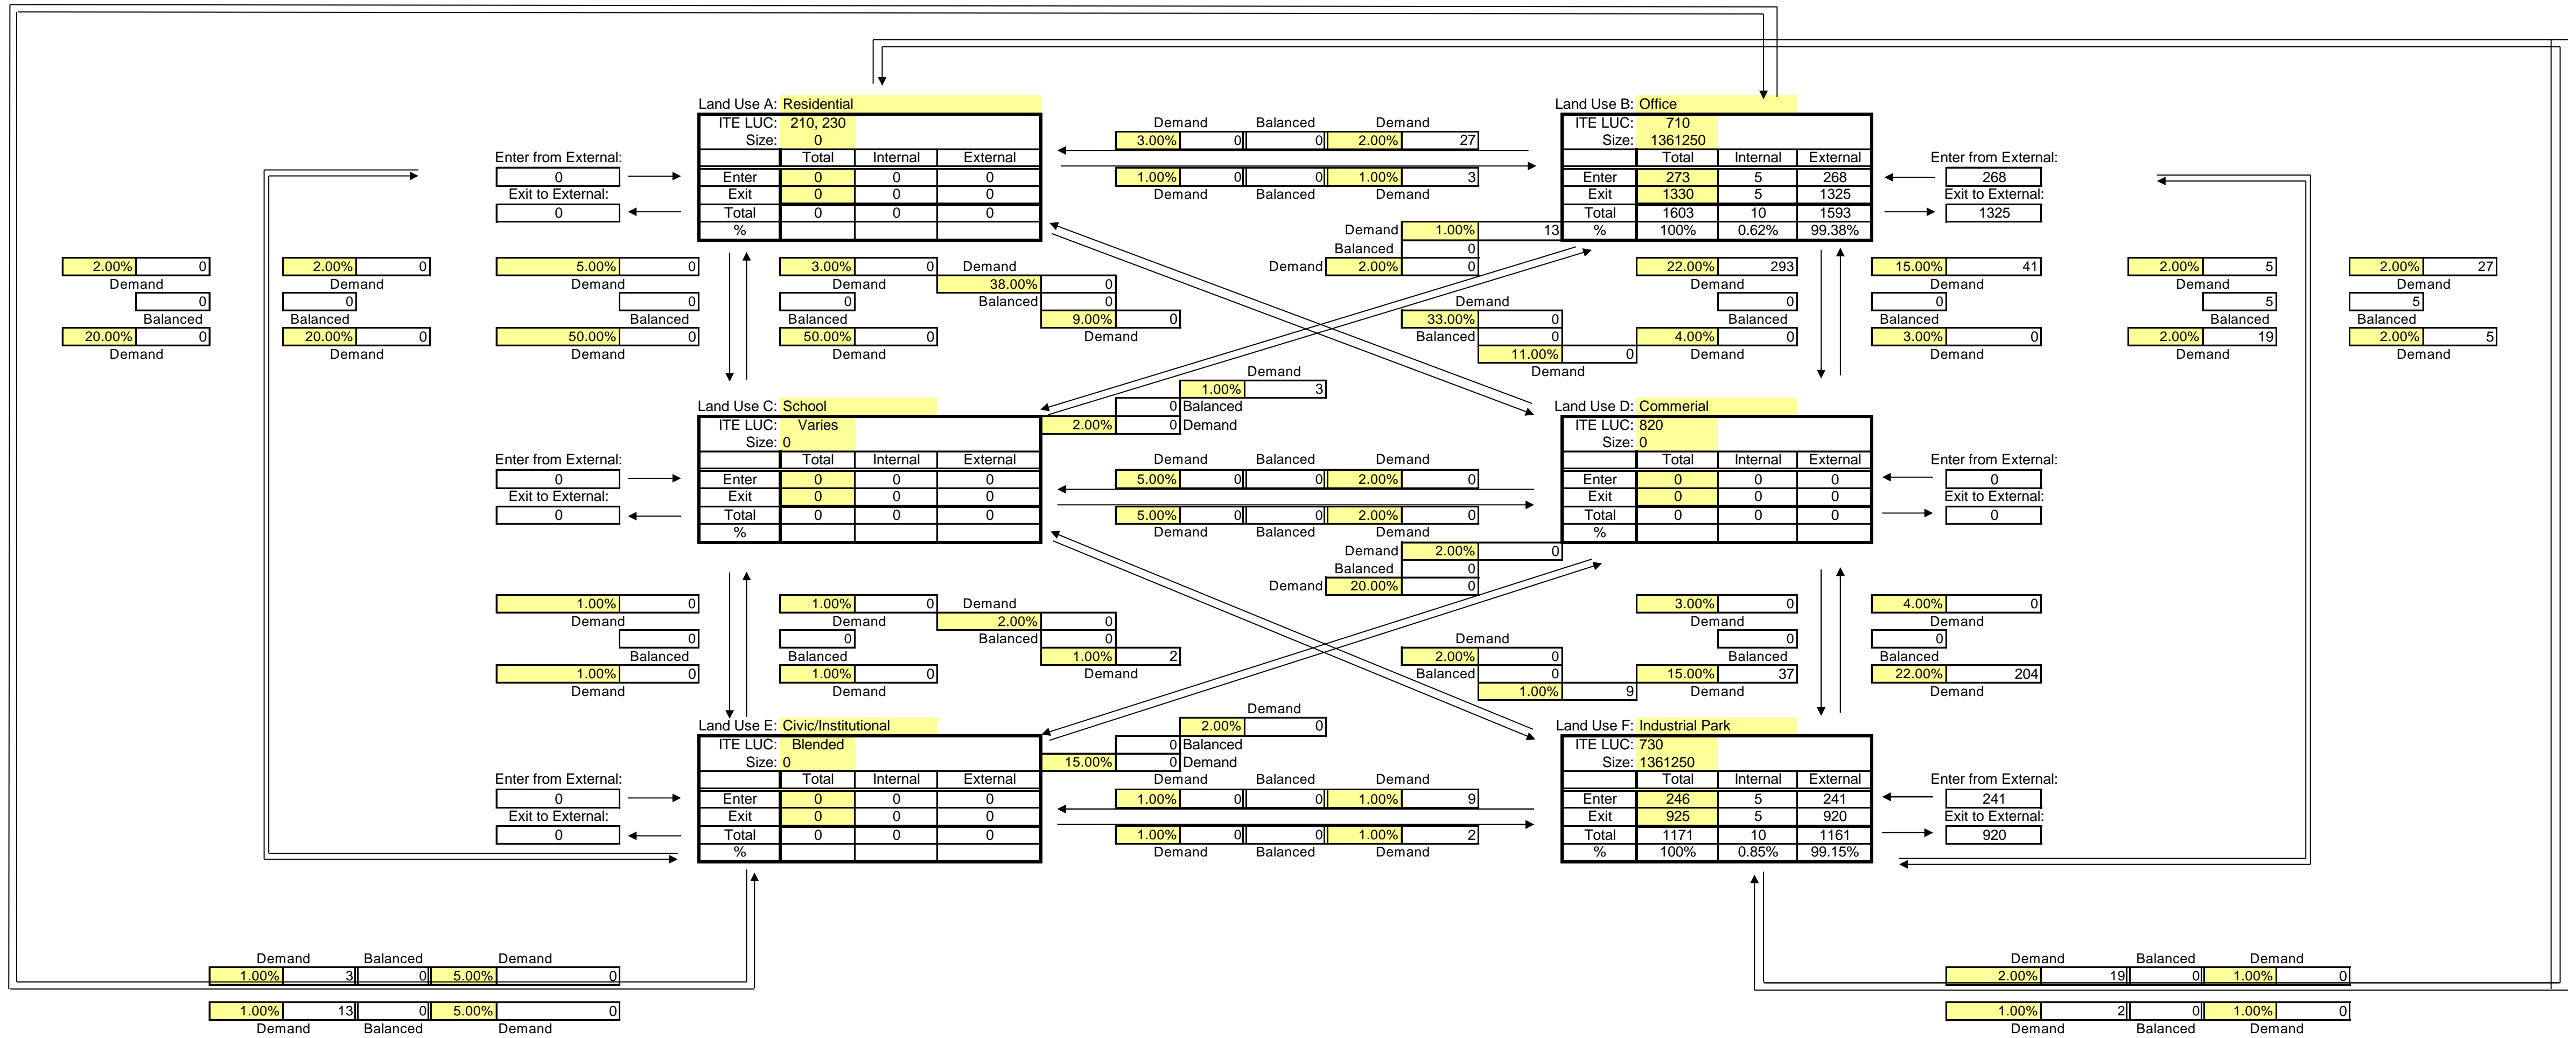 Land Use A: Residential
Land Use B: Office
ITE LUC: 210, 230
Demand Balanced Demand
ITE LUC: 710
Size: 0
3.00% 0 0 2.00% 27
Size: 1361250
Enter from External:
Total Internal External
Total Internal External
Enter from External:
0
Enter 0 0 0
1.00% 0 0 1.00% 3
Enter 273 5 268
268
Exit to External:
Exit 0 0 0
Demand Balanced Demand
Exit 1330 5 1325
Exit to External:
0
Total 0 0 0
Total 1603 10 1593
1325
%
Demand 1.00% 13
% 100% 0.62% 99.38%
Balanced 0
Demand 2.00% 0
2.00% 0 2.00% 0 5.00% 0 3.00% 0 Demand
22.00% 293 15.00% 41 2.00% 5 2.00% 27
Demand Demand Demand Demand 38.00% 0
Demand Demand Demand Demand
0 0 0 0 Balanced 0
Demand 0 0 5 5
Balanced Balanced Balanced Balanced 9.00% 0
33.00% 0 Balanced Balanced Balanced Balanced
20.00% 0 20.00% 0 50.00% 0 50.00% 0 Demand
Balanced 0 4.00% 0 3.00% 0 2.00% 19 2.00% 5
Demand Demand Demand Demand
11.00% 0 Demand Demand Demand Demand
Demand
Demand
1.00% 3
Land Use C: School
0 Balanced
Land Use D: Commerial
ITE LUC: Varies
2.00% 0 Demand
ITE LUC: 820
Size: 0
Size: 0
Enter from External:
Total Internal External
Demand Balanced Demand
Total Internal External
Enter from External:
0
Enter 0 0 0
5.00% 0 0 2.00% 0
Enter 0 0 0
0
Exit to External:
Exit 0 0 0
Exit 0 0 0
Exit to External:
0
Total 0 0 0
5.00% 0 0 2.00% 0
Total 0 0 0
0
%
Demand Balanced Demand
%
Demand 2.00% 0
Balanced 0
Demand 20.00% 0
1.00% 0 1.00% 0 Demand
3.00% 0 4.00% 0
Demand Demand 2.00% 0
Demand Demand
0 0 Balanced 0
Demand 0 0
Balanced Balanced 1.00% 2
2.00% 0 Balanced Balanced
1.00% 0 1.00% 0 Demand
Balanced 0 15.00% 37 22.00% 204
Demand Demand
1.00% 9 Demand Demand
Demand
Land Use E: Civic/Institutional
2.00% 0
Land Use F: Industrial Park
ITE LUC: Blended
0 Balanced
ITE LUC: 730
Size: 0
15.00% 0 Demand
Size: 1361250
Enter from External:
Total Internal External
Demand Balanced Demand
Total Internal External
Enter from External:
0
Enter 0 0 0
1.00% 0 0 1.00% 9
Enter 246 5 241
241
Exit to External:
Exit 0 0 0
Exit 925 5 920
Exit to External:
0
Total 0 0 0
1.00% 0 0 1.00% 2
Total 1171 10 1161
920
%
Demand Balanced Demand
% 100% 0.85% 99.15%
Demand Balanced Demand
Demand Balanced Demand
1.00% 3 0 5.00% 0
2.00% 19 0 1.00% 0
1.00% 13 0 5.00% 0
1.00% 2 0 1.00% 0
Demand Balanced Demand
Demand Balanced Demand